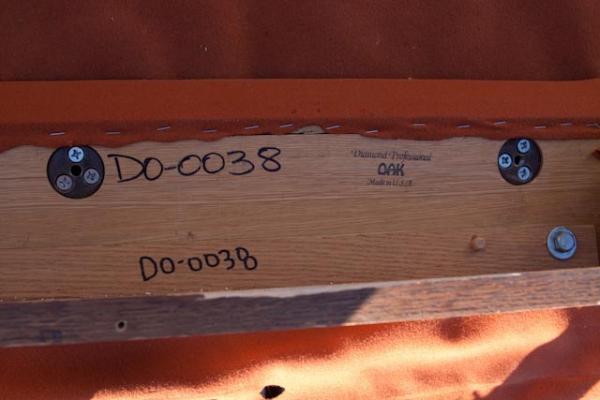 DO-0038
Diamond Professional
OAK
Made in U.S.A.
DO-0038